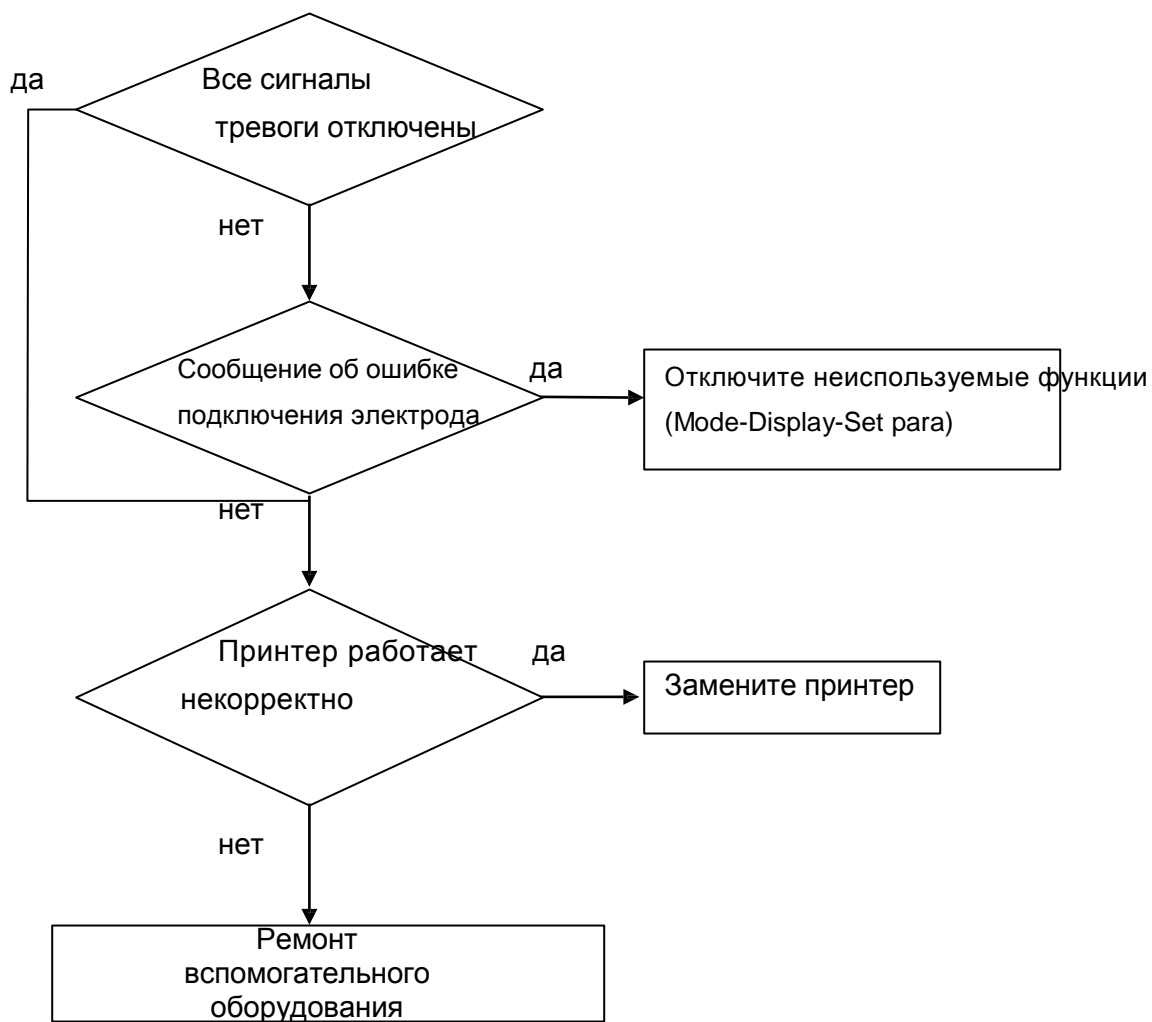 да
Все сигналы
тревоги отключены
нет
Сообщение об ошибке
подключения электрода
да
Отключите неиспользуемые функции
(Mode-Display-Set para)
нет
Принтер работает
некорректно
да
Замените принтер
нет
Ремонт
вспомогательного
оборудования